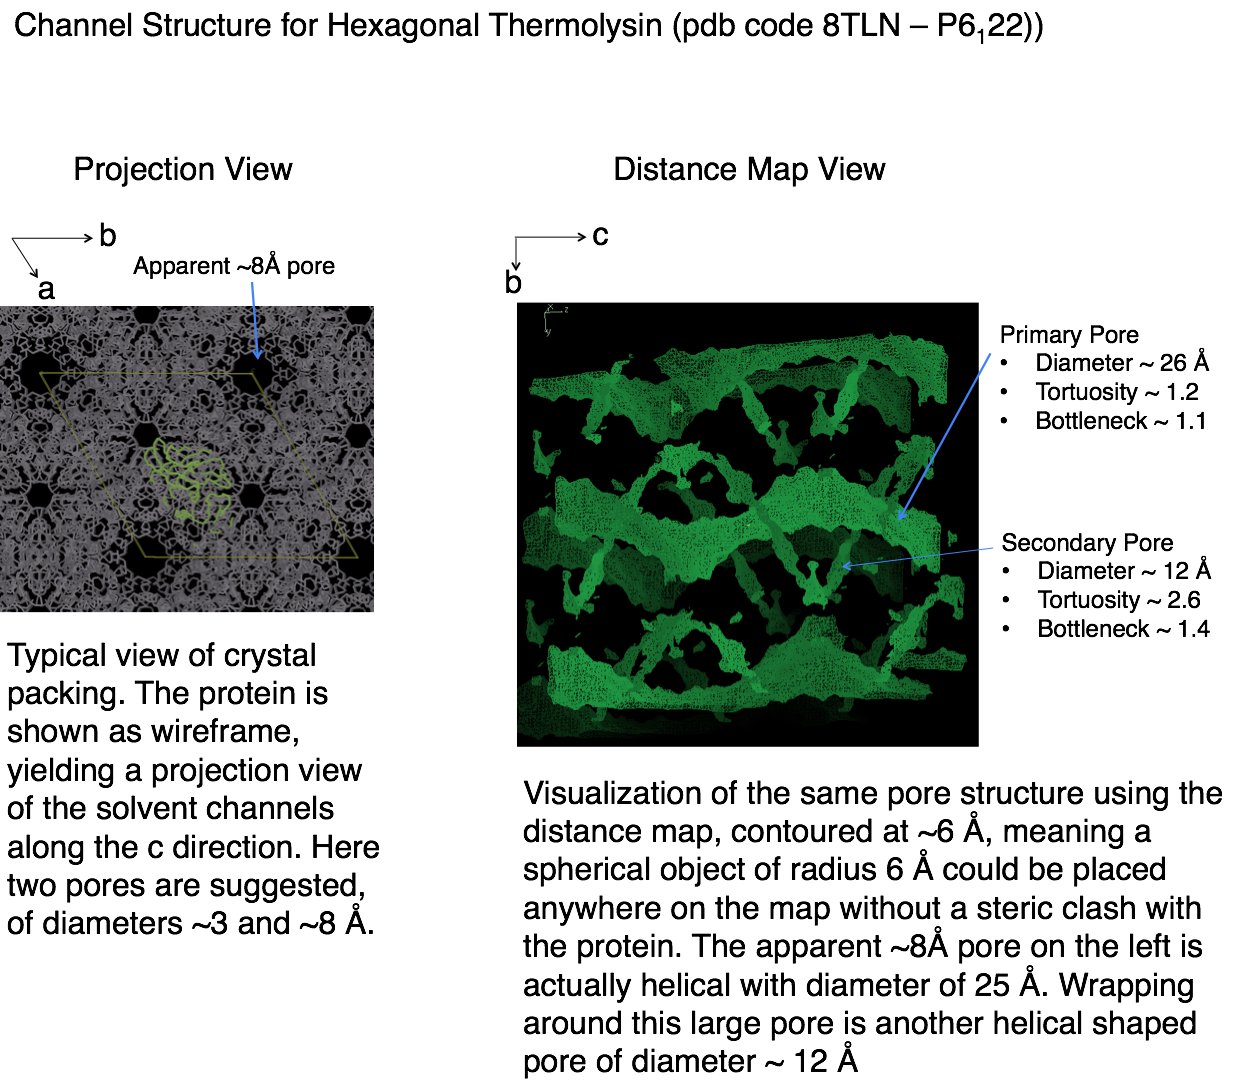 Channel Structure for Hexagonal Thermolysin (pdb code 8TLN – P6₁22))
Projection View
Distance Map View
b
a
Apparent ~8Å pore
c
b
x
z
y
Primary Pore
• Diameter ~ 26 Å
• Tortuosity ~ 1.2
• Bottleneck ~ 1.1
Secondary Pore
• Diameter ~ 12 Å
• Tortuosity ~ 2.6
• Bottleneck ~ 1.4
Typical view of crystal
packing. The protein is
shown as wireframe,
yielding a projection view
of the solvent channels
along the c direction. Here
two pores are suggested,
of diameters ~3 and ~8 Å.
Visualization of the same pore structure using the
distance map, contoured at ~6 Å, meaning a
spherical object of radius 6 Å could be placed
anywhere on the map without a steric clash with
the protein. The apparent ~8Å pore on the left is
actually helical with diameter of 25 Å. Wrapping
around this large pore is another helical shaped
pore of diameter ~ 12 Å